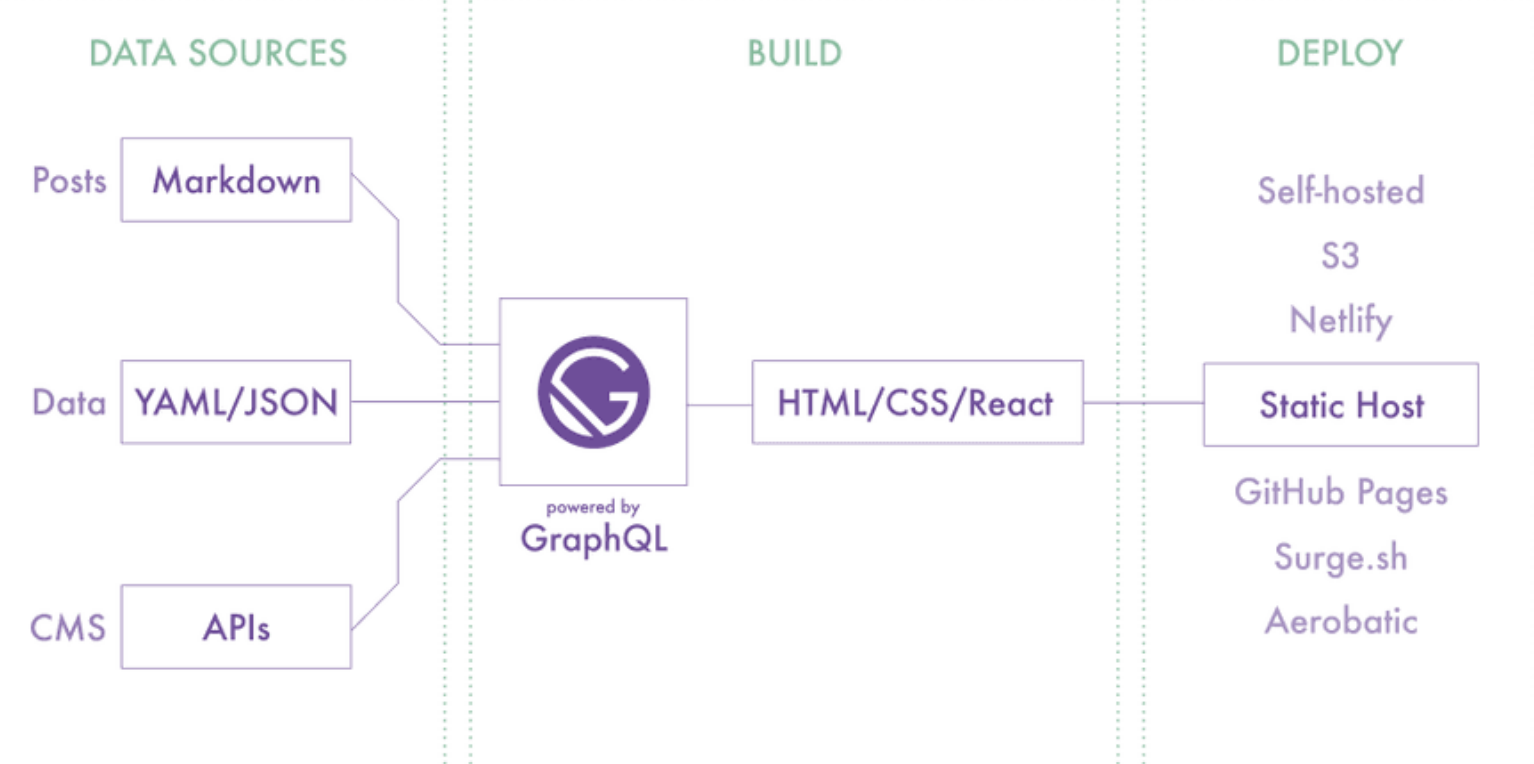 DATA SOURCES
BUILD
DEPLOY
Posts
Markdown
Data
YAML/JSON
CMS
APIs
powered by
GraphQL
HTML/CSS/React
Self-hosted
S3
Netlify
Static Host
GitHub Pages
Surge.sh
Aerobatic